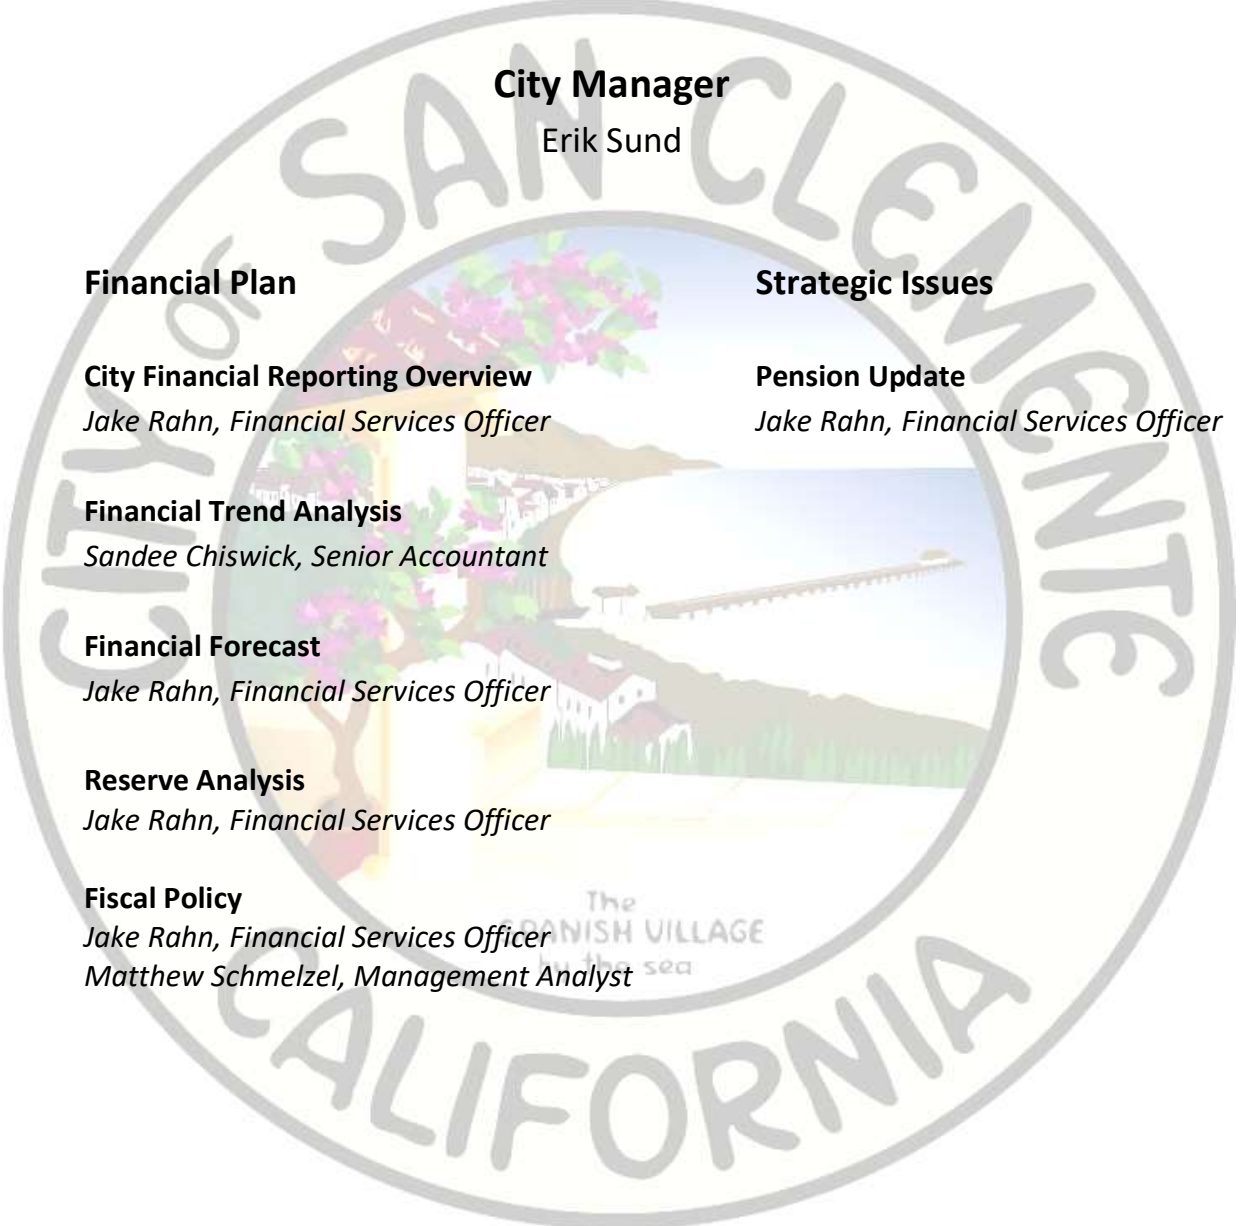 City Manager
Erik Sund
Financial Plan
City Financial Reporting Overview
Jake Rahn, Financial Services Officer
Financial Trend Analysis
Sandee Chiswick, Senior Accountant
Financial Forecast
Jake Rahn, Financial Services Officer
Reserve Analysis
Jake Rahn, Financial Services Officer
Fiscal Policy
Jake Rahn, Financial Services Officer
Matthew Schmelzel, Management Analyst
Strategic Issues
Pension Update
Jake Rahn, Financial Services Officer
CITY OF SAN CLEMENTE
The
SPANISH VILLAGE
by the sea
CALIFORNIA